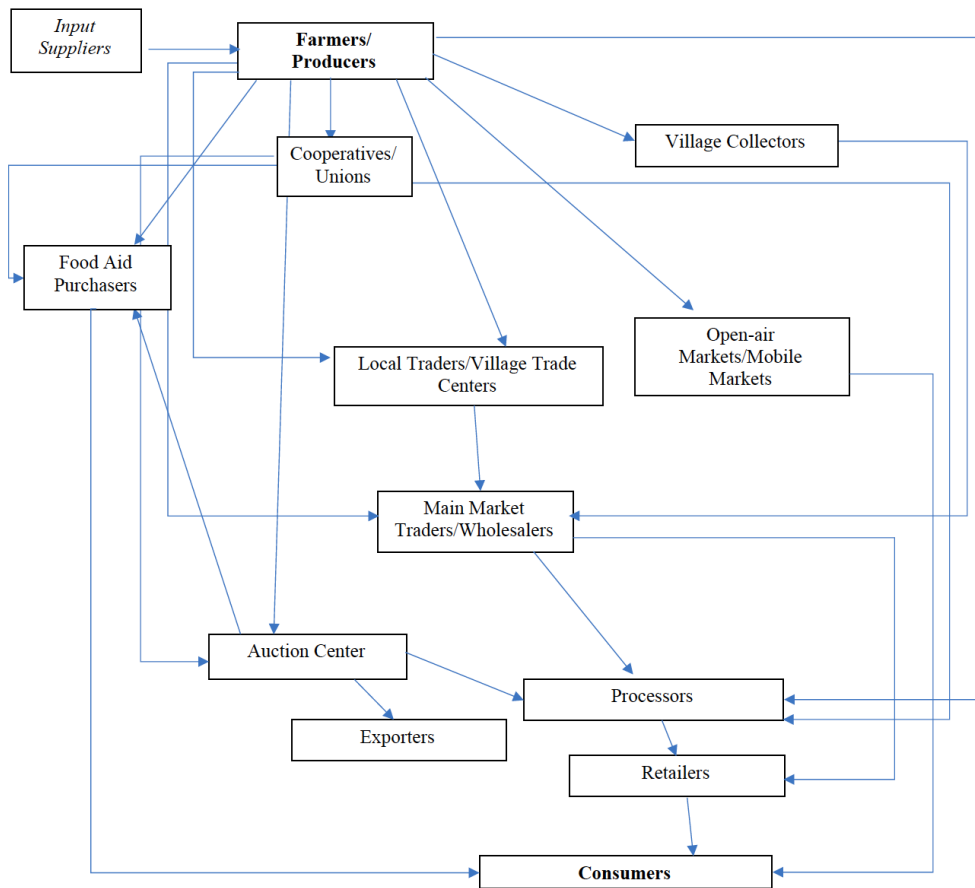 Input
Suppliers
Farmers/
Producers
Cooperatives/
Unions
Village Collectors
Food Aid
Purchasers
Local Traders/Village Trade
Centers
Open-air
Markets/Mobile
Markets
Main Market
Traders/Wholesalers
Auction Center
Processors
Exporters
Retailers
Consumers